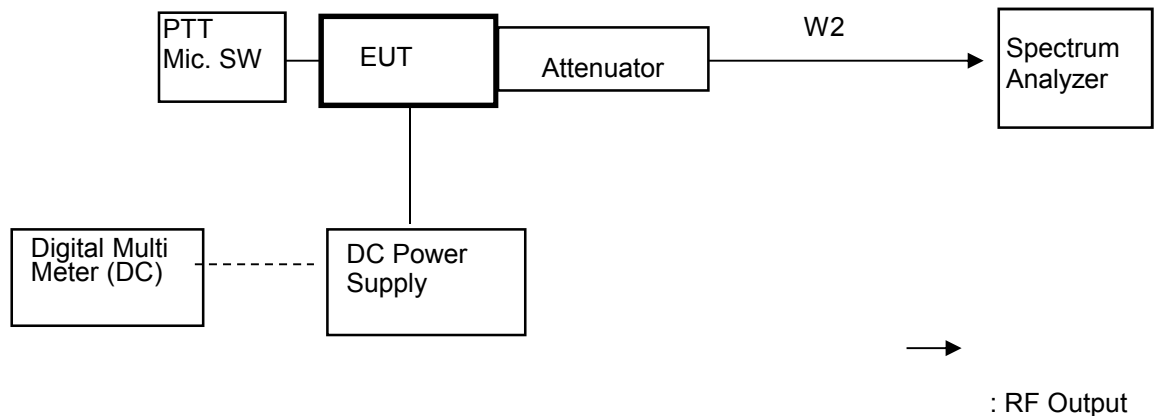 PTT
Mic. SW
EUT
Attenuator
W2
Spectrum
Analyzer
Digital Multi
Meter (DC)
DC Power
Supply
: RF Output